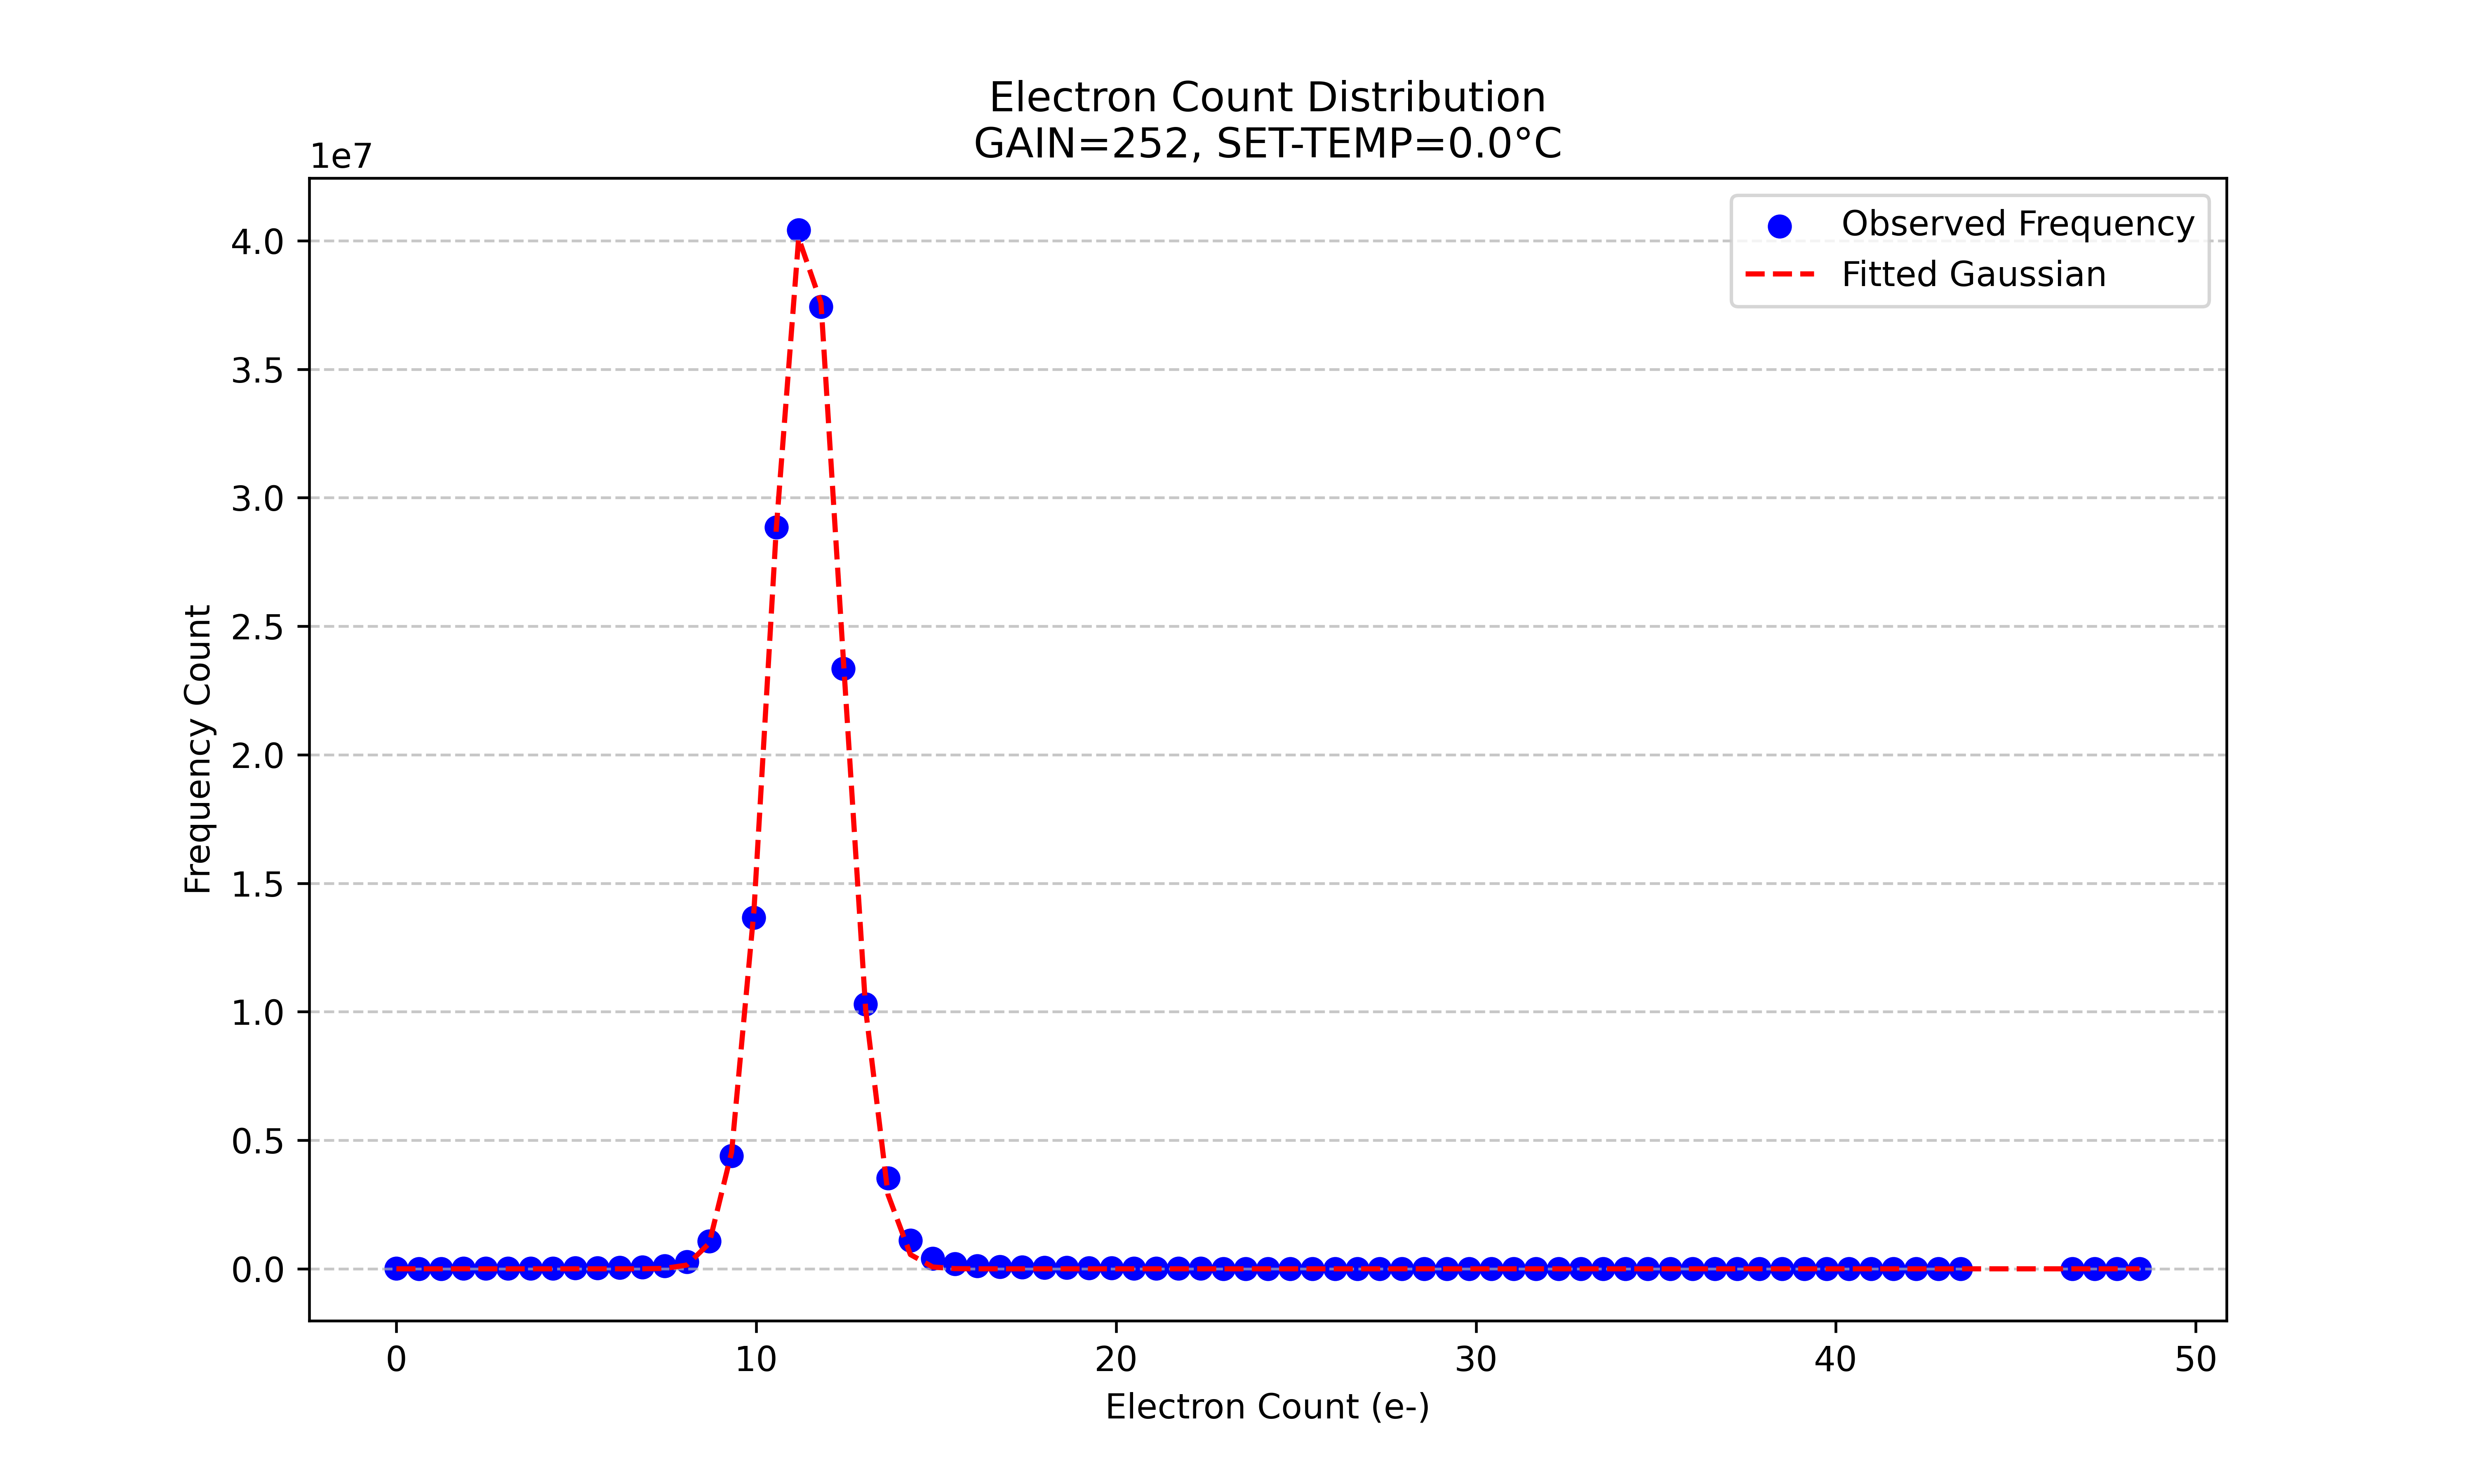 Electron Count Distribution
GAIN=252, SET-TEMP=0.0°C
1e7
4.0
3.5
3.0
2.5
2.0
1.5
1.0
0.5
0.0
Frequency Count
Observed Frequency
Fitted Gaussian
0 10 20 30 40 50
Electron Count (e-)